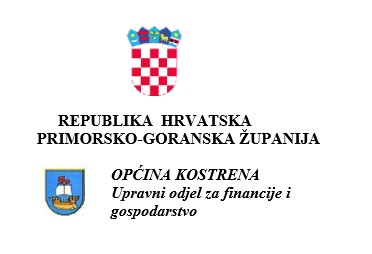 REPUBLIKA HRVATSKA
PRIMORSKO-GORANSKA ŽUPANIJA
OPĆINA KOSTRENA
Upravni odjel za financije i
gospodarstvo